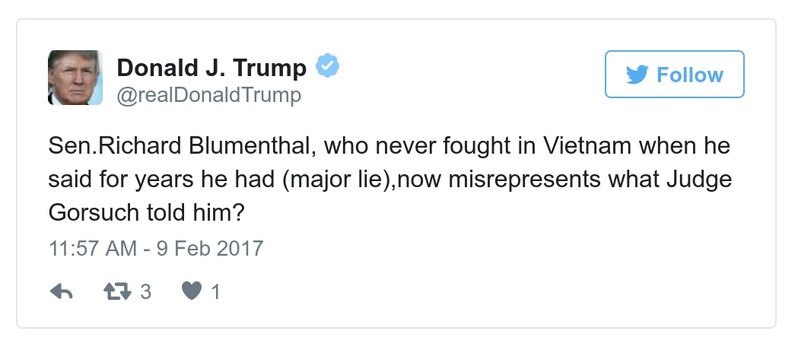 Donald J. Trump
Follow
@realDonaldTrump
Sen.Richard Blumenthal, who never fought in Vietnam when he
said for years he had (major lie),now misrepresents what Judge
Gorsuch told him?
11:57 AM - 9 Feb 2017
3 1